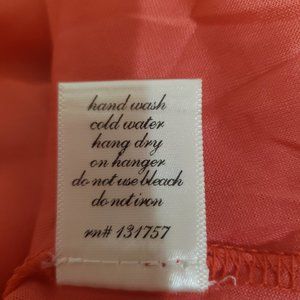 hand wash
cold water
hang dry
on hanger
do not use bleach
do not iron
rn# 131757